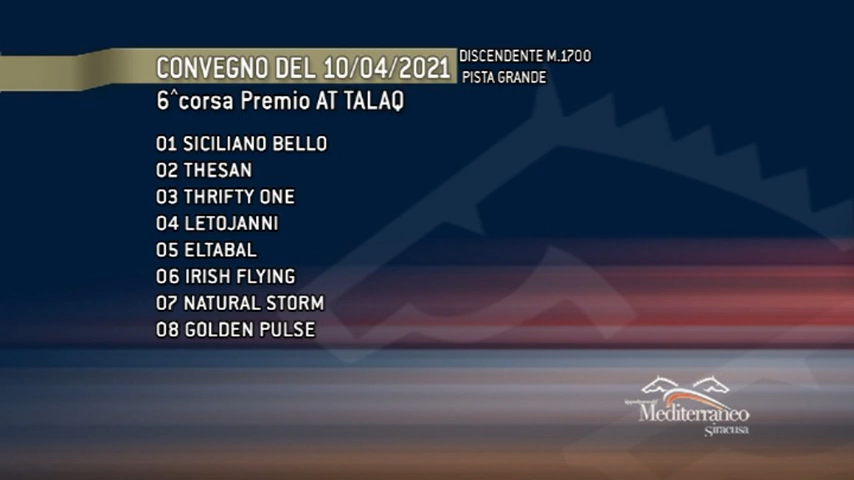 CONVEGNO DEL 10/04/2021
DISCENDENTE M.1700
PISTA GRANDE
6^corsa Premio AT TALAQ
01 SICILIANO BELLO
02 THESAN
03 THRIFTY ONE
04 LETOJANNI
05 ELTABAL
06 IRISH FLYING
07 NATURAL STORM
08 GOLDEN PULSE
Mediterraneo
Siracusa